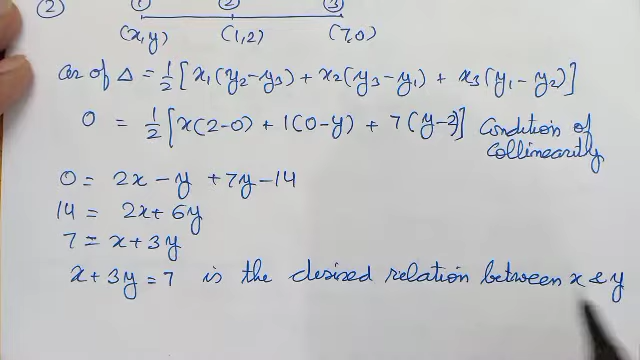 ② ① ② ③
(x,y) (1,2) (7,0)
ar of Δ = 1/2 [x₁(y₂-y₃) + x₂(y₃-y₁) + x₃(y₁-y₂)]
0 = 1/2 [x(2-0) + 1(0-y) + 7(y-2)] Condition of
collinearity
0 = 2x - y + 7y - 14
14 = 2x + 6y
7 = x + 3y
x + 3y = 7 is the desired relation between x & y